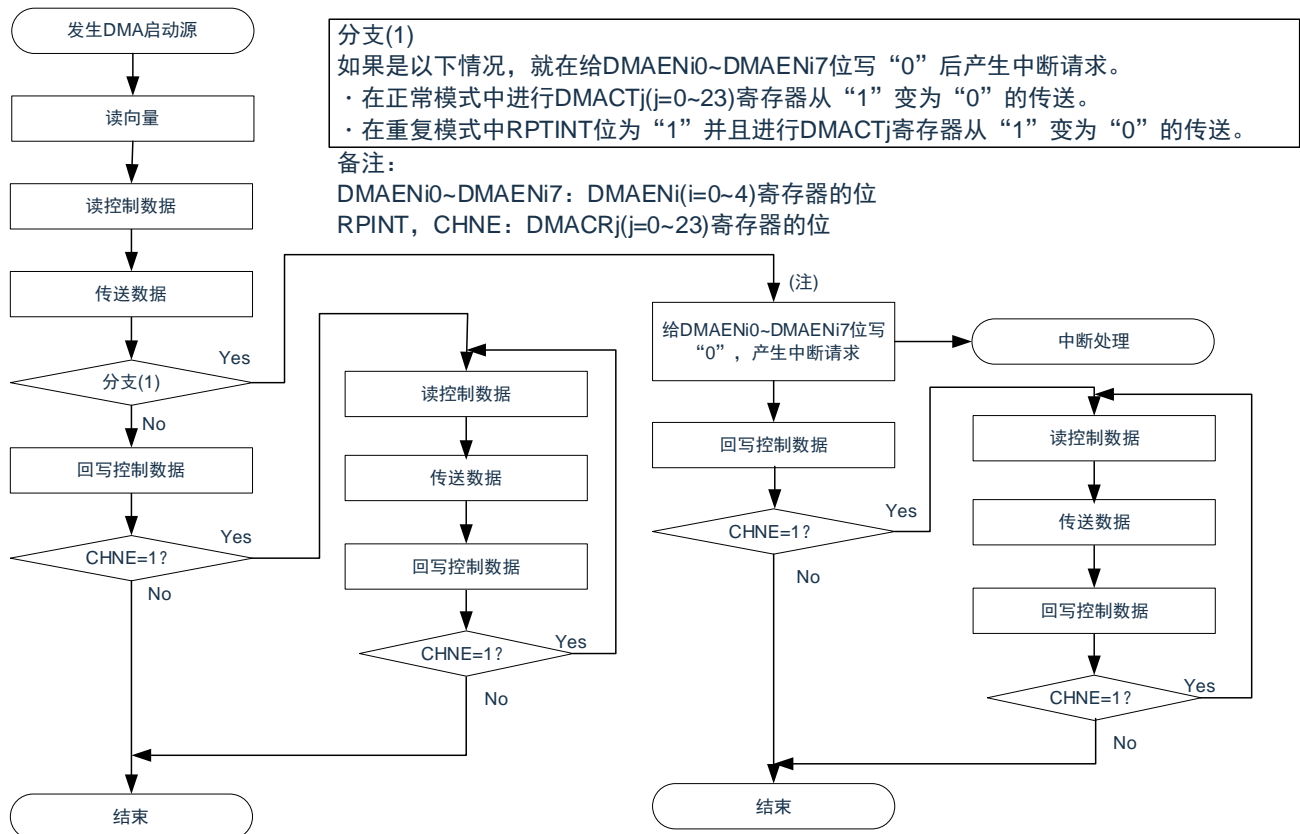 发生DMA启动源
读向量
读控制数据
传送数据
分支(1)
Yes
No
回写控制数据
CHNE=1?
Yes
No
结束
分支(1)
如果是以下情况，就在给DMAENi0~DMAENi7位写“0”后产生中断请求。
·在正常模式中进行DMACTj(j=0~23)寄存器从“1”变为“0”的传送。
·在重复模式中RPTINT位为“1”并且进行DMACTj寄存器从“1”变为“0”的传送。
备注：
DMAENi0~DMAENi7：DMAENi(i=0~4)寄存器的位
RPINT，CHNE：DMACRj(j=0~23)寄存器的位
读控制数据
传送数据
回写控制数据
CHNE=1?
Yes
No
(注)
给DMAENi0~DMAENi7位写
“0”，产生中断请求
中断处理
回写控制数据
CHNE=1?
Yes
No
读控制数据
传送数据
回写控制数据
CHNE=1?
Yes
No
结束